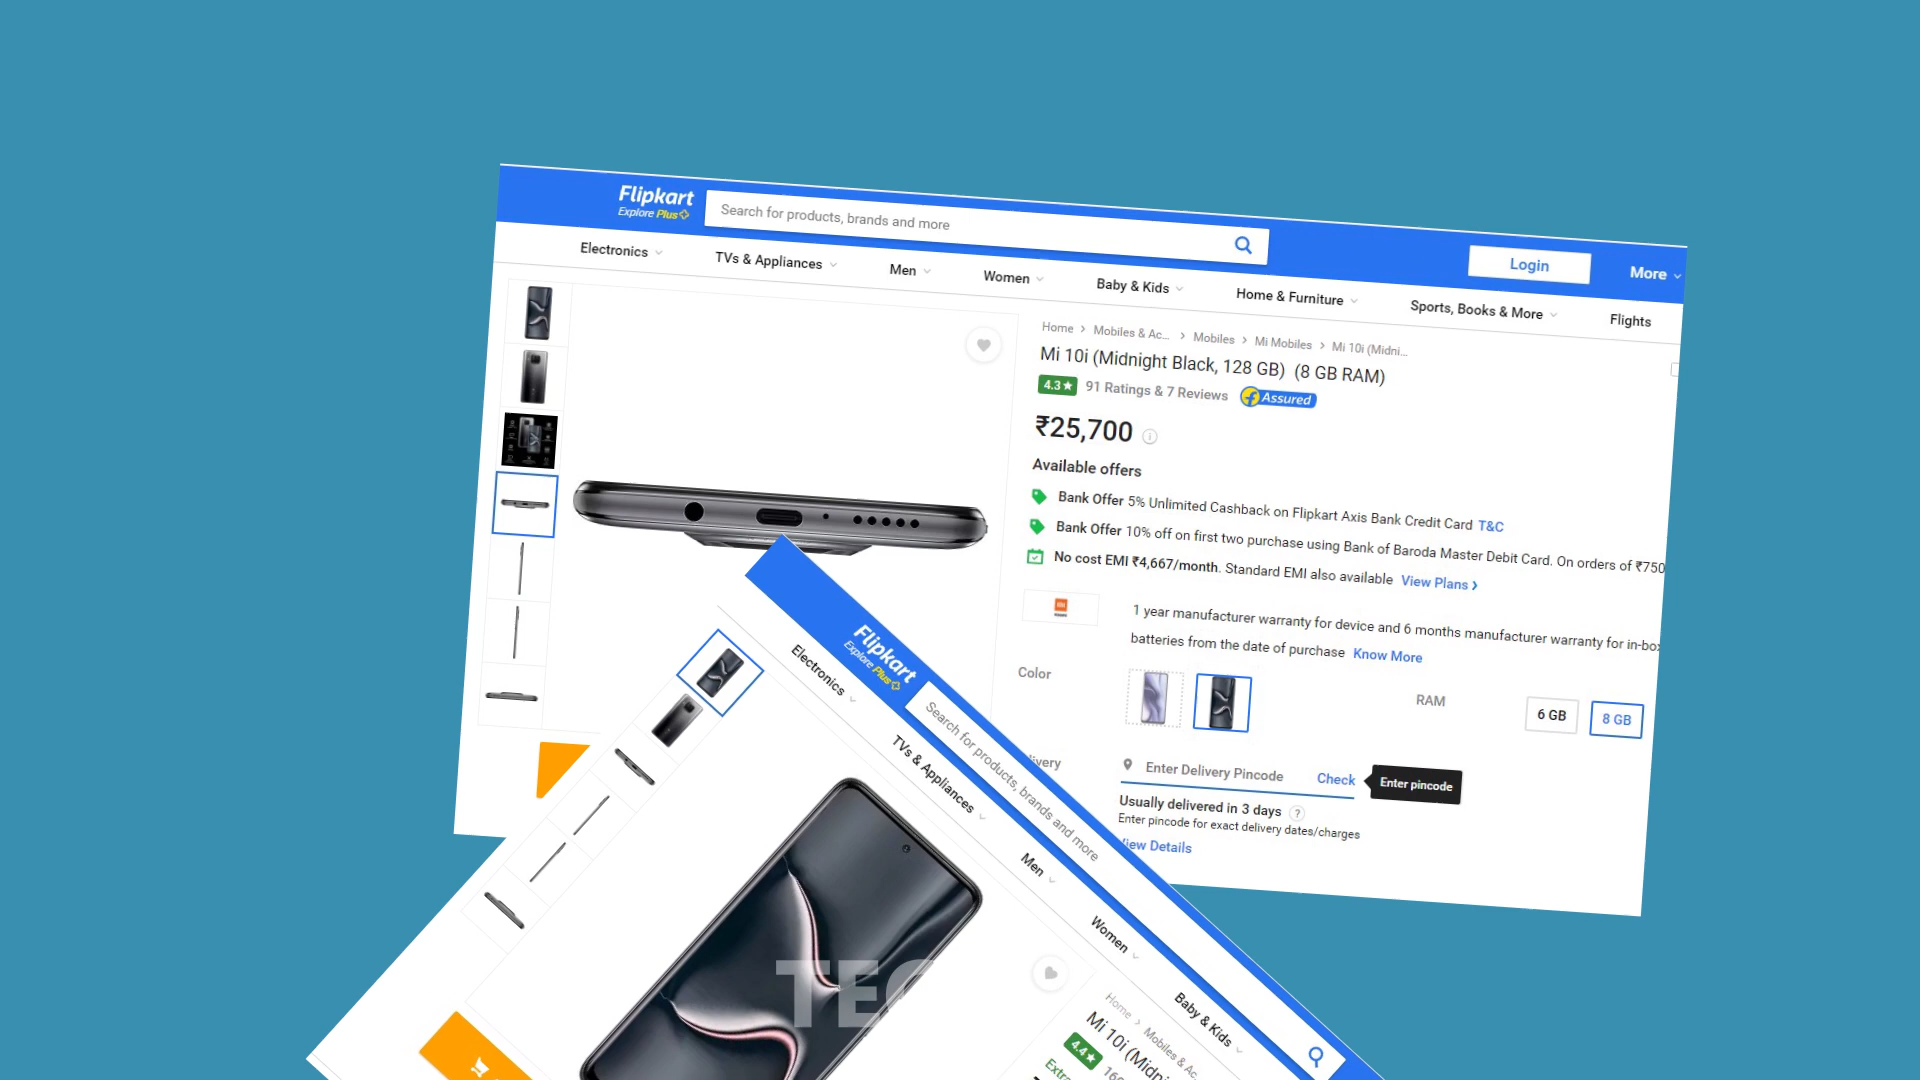 Flipkart
Explore Plus
Search for products, brands and more
Login
More
Electronics
TVs & Appliances
Men
Women
Baby & Kids
Home & Furniture
Sports, Books & More
Flights
Home > Mobiles & Ac... > Mobiles > Mi Mobiles > Mi 10i (Midni...
Mi 10i (Midnight Black, 128 GB) (8 GB RAM)
4.3★ 91 Ratings & 7 Reviews Assured
₹25,700
Available offers
Bank Offer 5% Unlimited Cashback on Flipkart Axis Bank Credit Card T&C
Bank Offer 10% off on first two purchase using Bank of Baroda Master Debit Card. On orders of ₹750
No cost EMI ₹4,667/month. Standard EMI also available View Plans >
1 year manufacturer warranty for device and 6 months manufacturer warranty for in-box
batteries from the date of purchase Know More
Color
RAM
6 GB
8 GB
Enter Delivery Pincode
Check
Enter pincode
Usually delivered in 3 days ?
Enter pincode for exact delivery dates/charges
View Details
Flipkart
Explore Plus
Search for products, brands and more
Electronics
TVs & Appliances
Men
Women
Baby & Kids
Home > Mobiles & Ac
Mi 10i (Midn
4.4★
Extr
TEC